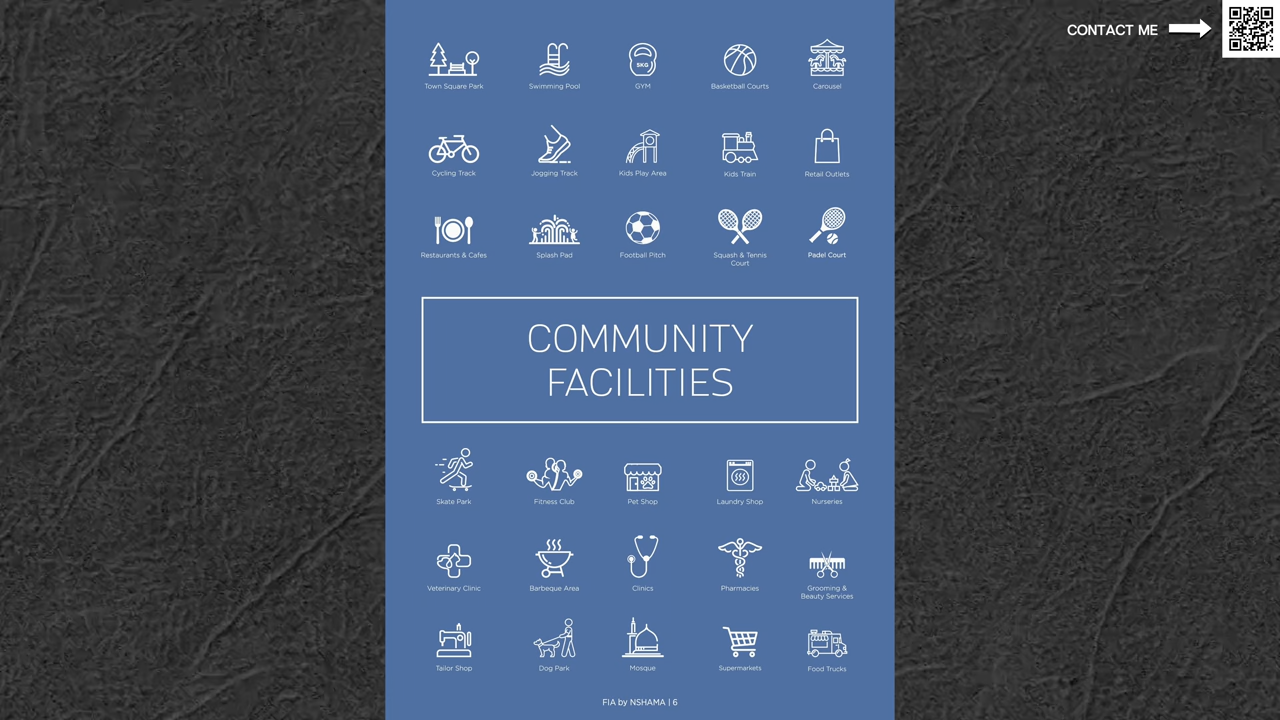 CONTACT ME
Town Square Park
Swimming Pool
5KG
GYM
Basketball Courts
Carousel
Cycling Track
Jogging Track
Kids Play Area
Kids Train
Retail Outlets
Restaurants & Cafes
Splash Pad
Football Pitch
Squash & Tennis
Court
Padel Court
COMMUNITY
FACILITIES
Skate Park
Fitness Club
Pet Shop
Laundry Shop
Nurseries
Veterinary Clinic
Barbeque Area
Clinics
Pharmacies
Grooming &
Beauty Services
Tailor Shop
Dog Park
Mosque
Supermarkets
Food Trucks
FIA by NSHAMA | 6